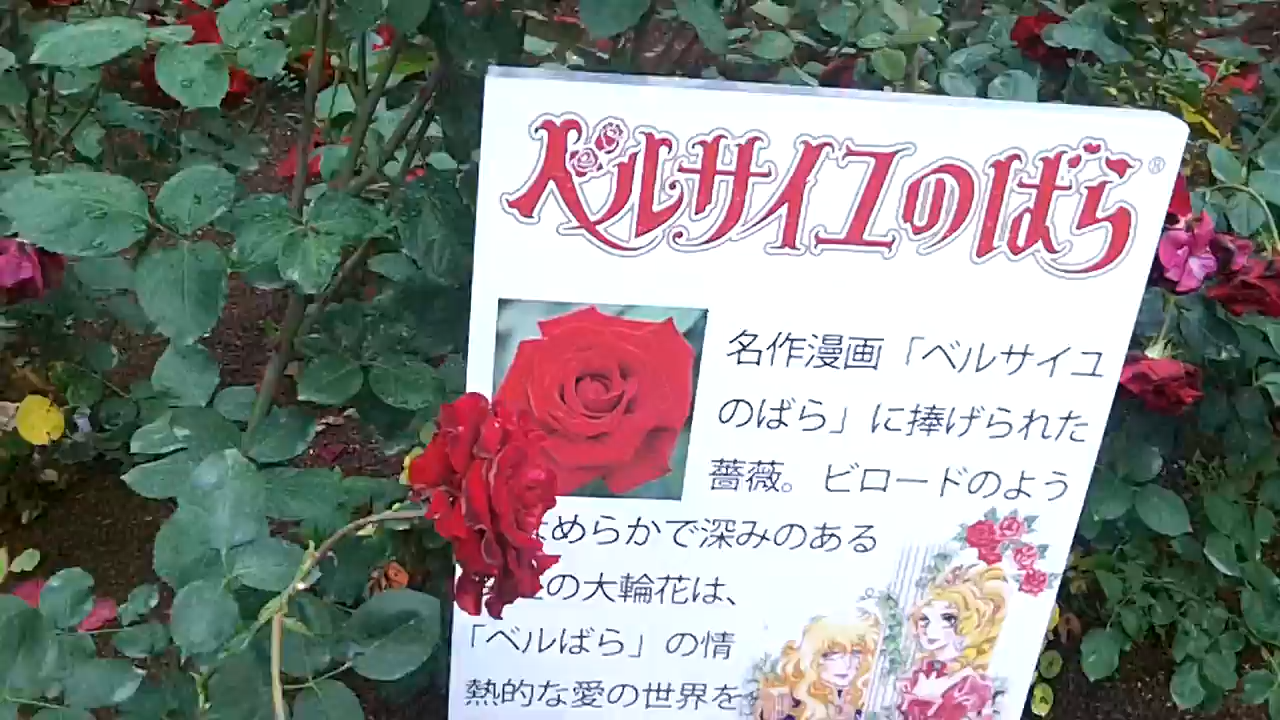 ベルサイユのばら®
名作漫画「ベルサイユ
のばら」に捧げられた
薔薇。ビロードのよう
めらかで深みのある
の大輪花は、
「ベルばら」の情
熱的な愛の世界を